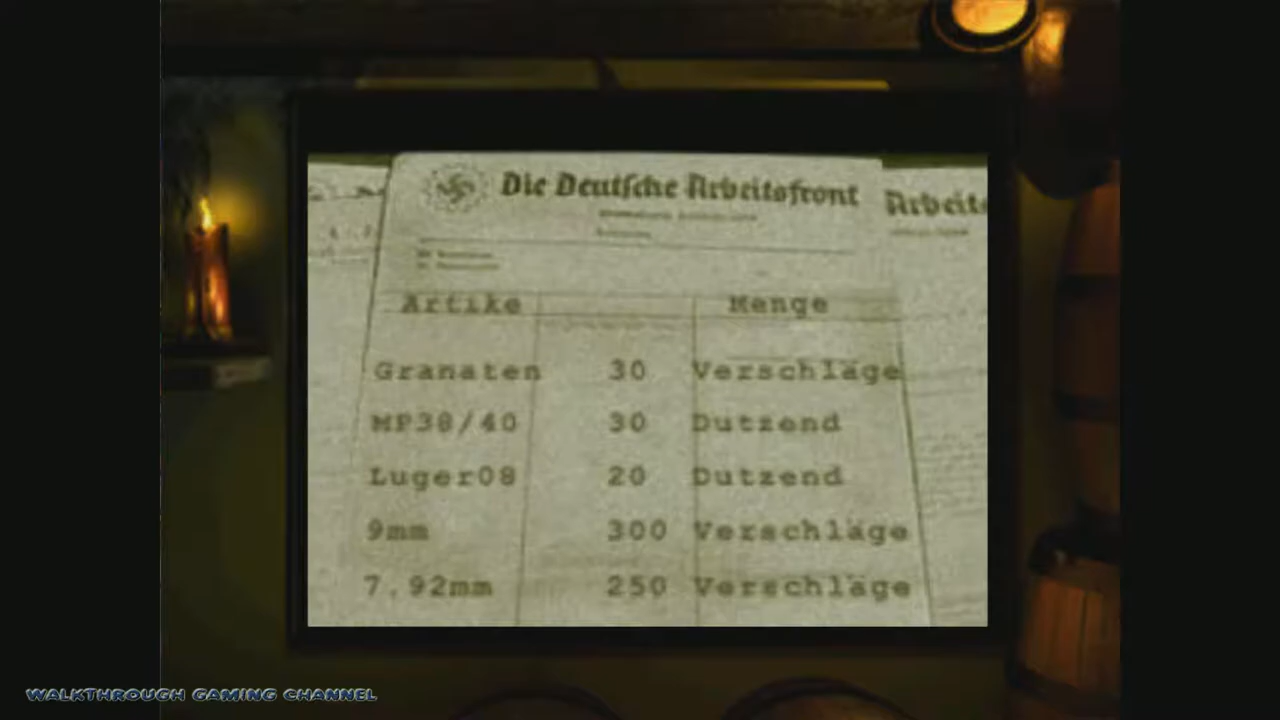 Die Deutsche Arbeitsfront
Arbeits
Artike Menge
Granaten 30 Verschläge
MP38/40 30 Dutzend
Luger08 20 Dutzend
9mm 300 Verschläge
7.92mm 250 Verschläge
WALKTHROUGH GAMING CHANNEL